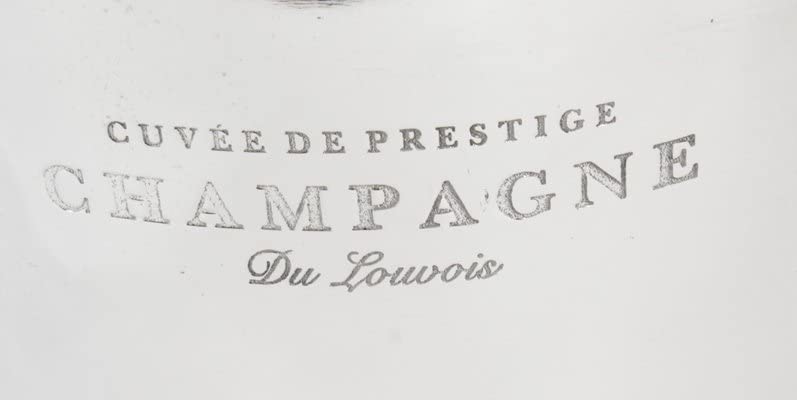 CUVÉE DE PRESTIGE
CHAMPAGNE
Du Louvois